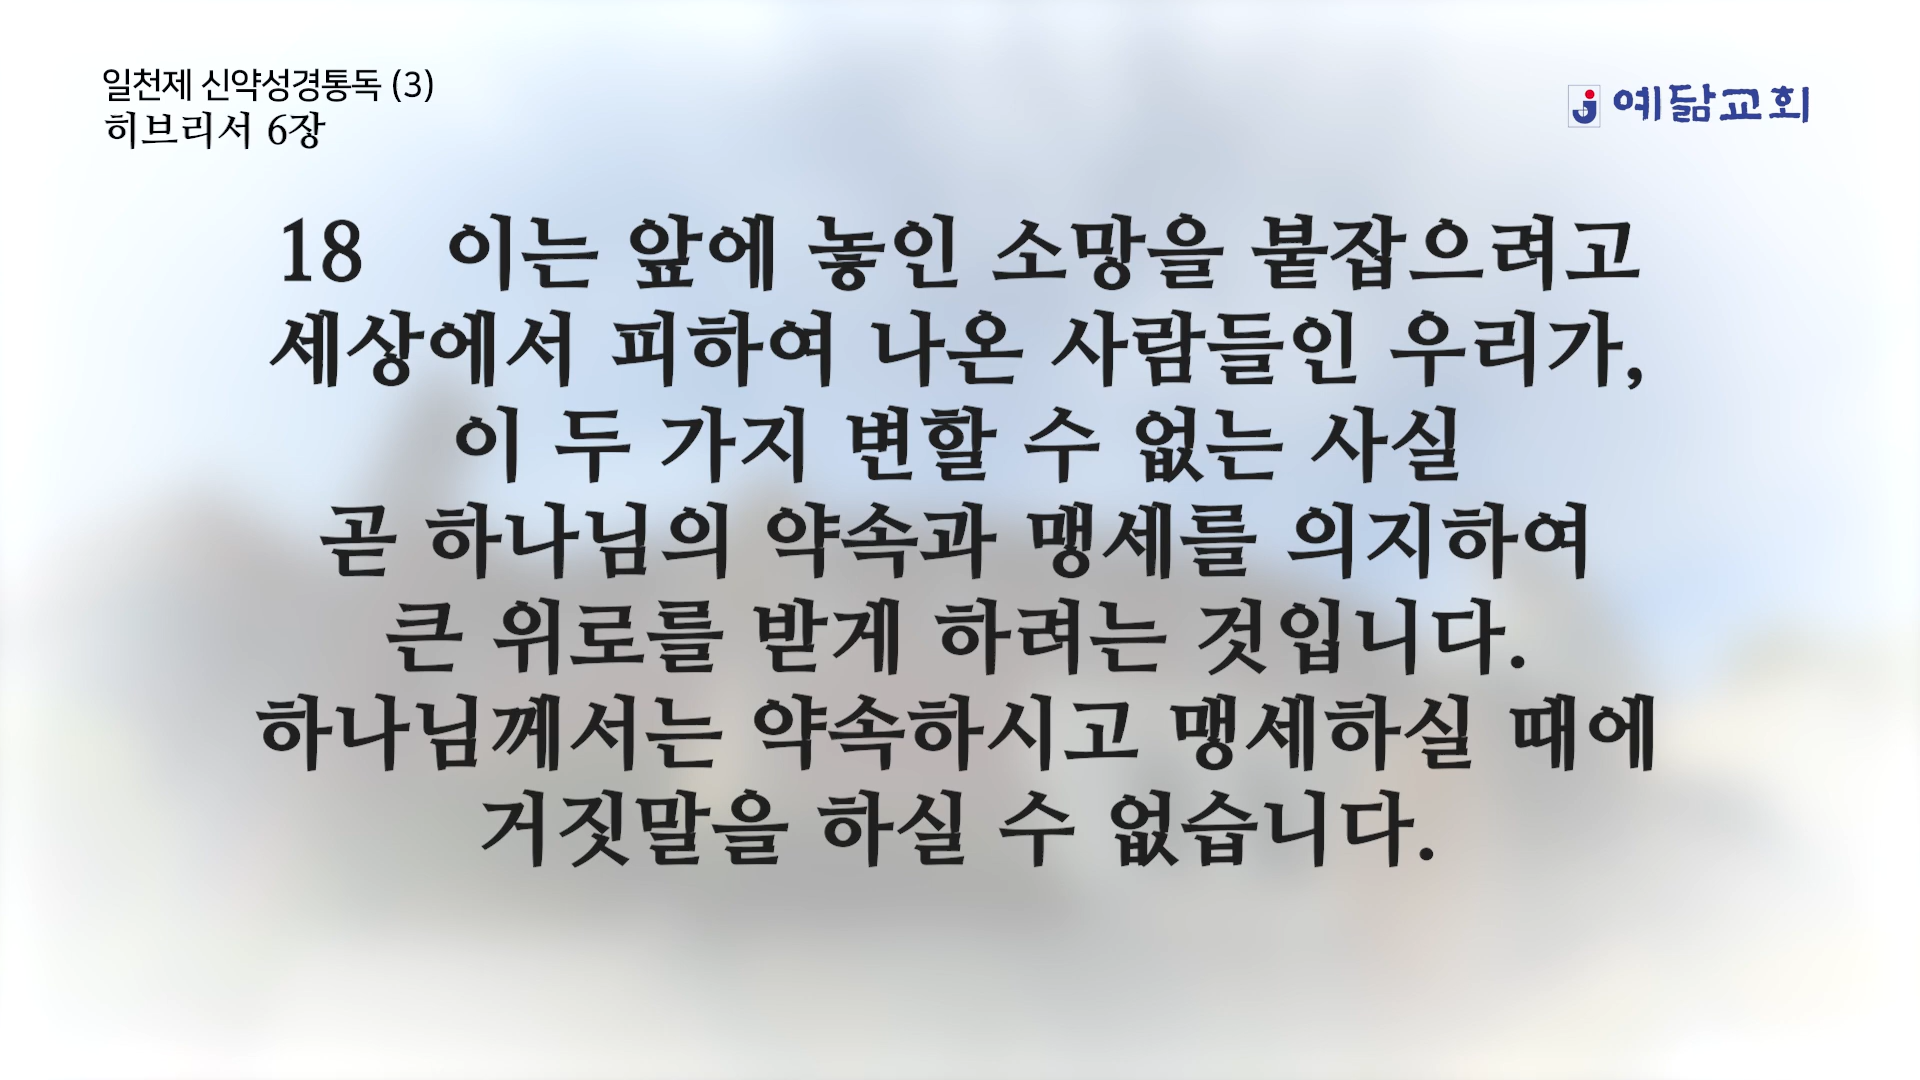 일천제 신약성경통독 (3)
히브리서 6장
예닮교회
18 이는 앞에 놓인 소망을 붙잡으려고
세상에서 피하여 나온 사람들인 우리가,
이 두 가지 변할 수 없는 사실
곧 하나님의 약속과 맹세를 의지하여
큰 위로를 받게 하려는 것입니다.
하나님께서는 약속하시고 맹세하실 때에
거짓말을 하실 수 없습니다.